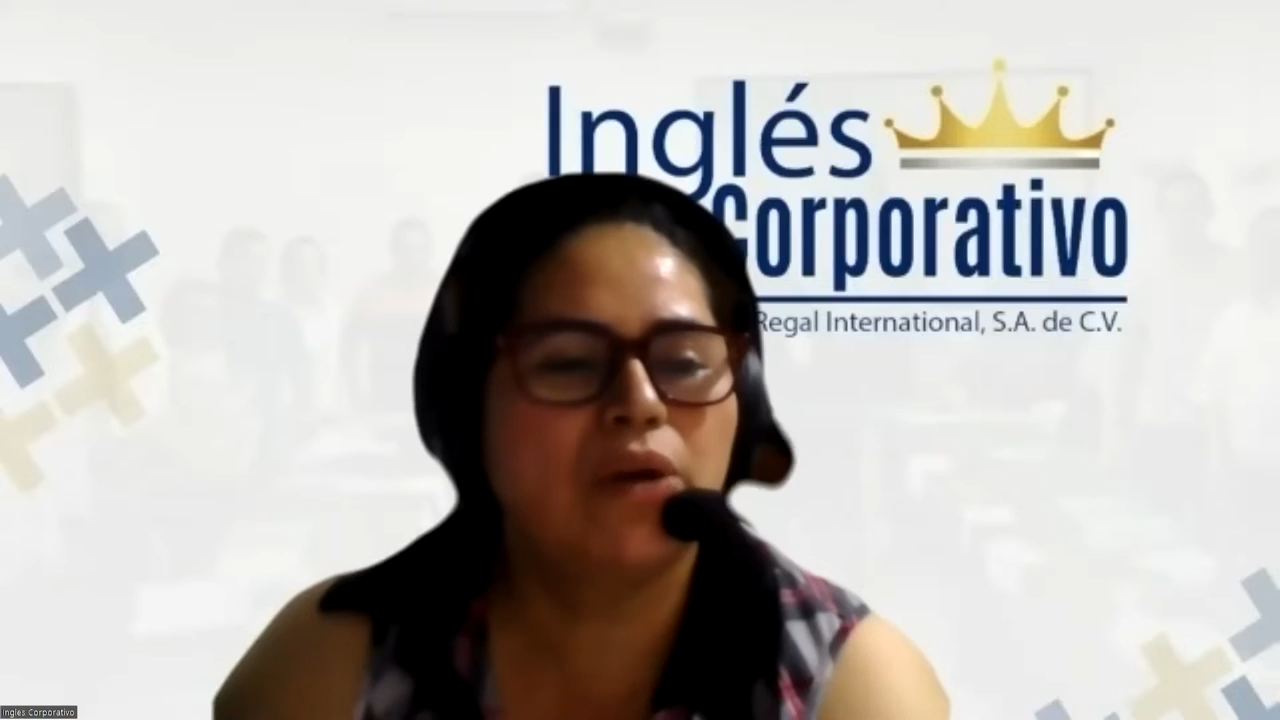 Inglés
Corporativo
Regal International, S.A. de C.V.
Ingles Corporativo